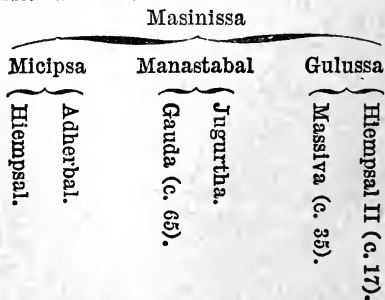 Masinissa
Micipsa Manastabal Gulussa
Hiempsal.
Adherbal.
Gauda (c. 65).
Jugurtha.
Massiva (c. 35).
Hiempsal II (c. 17).